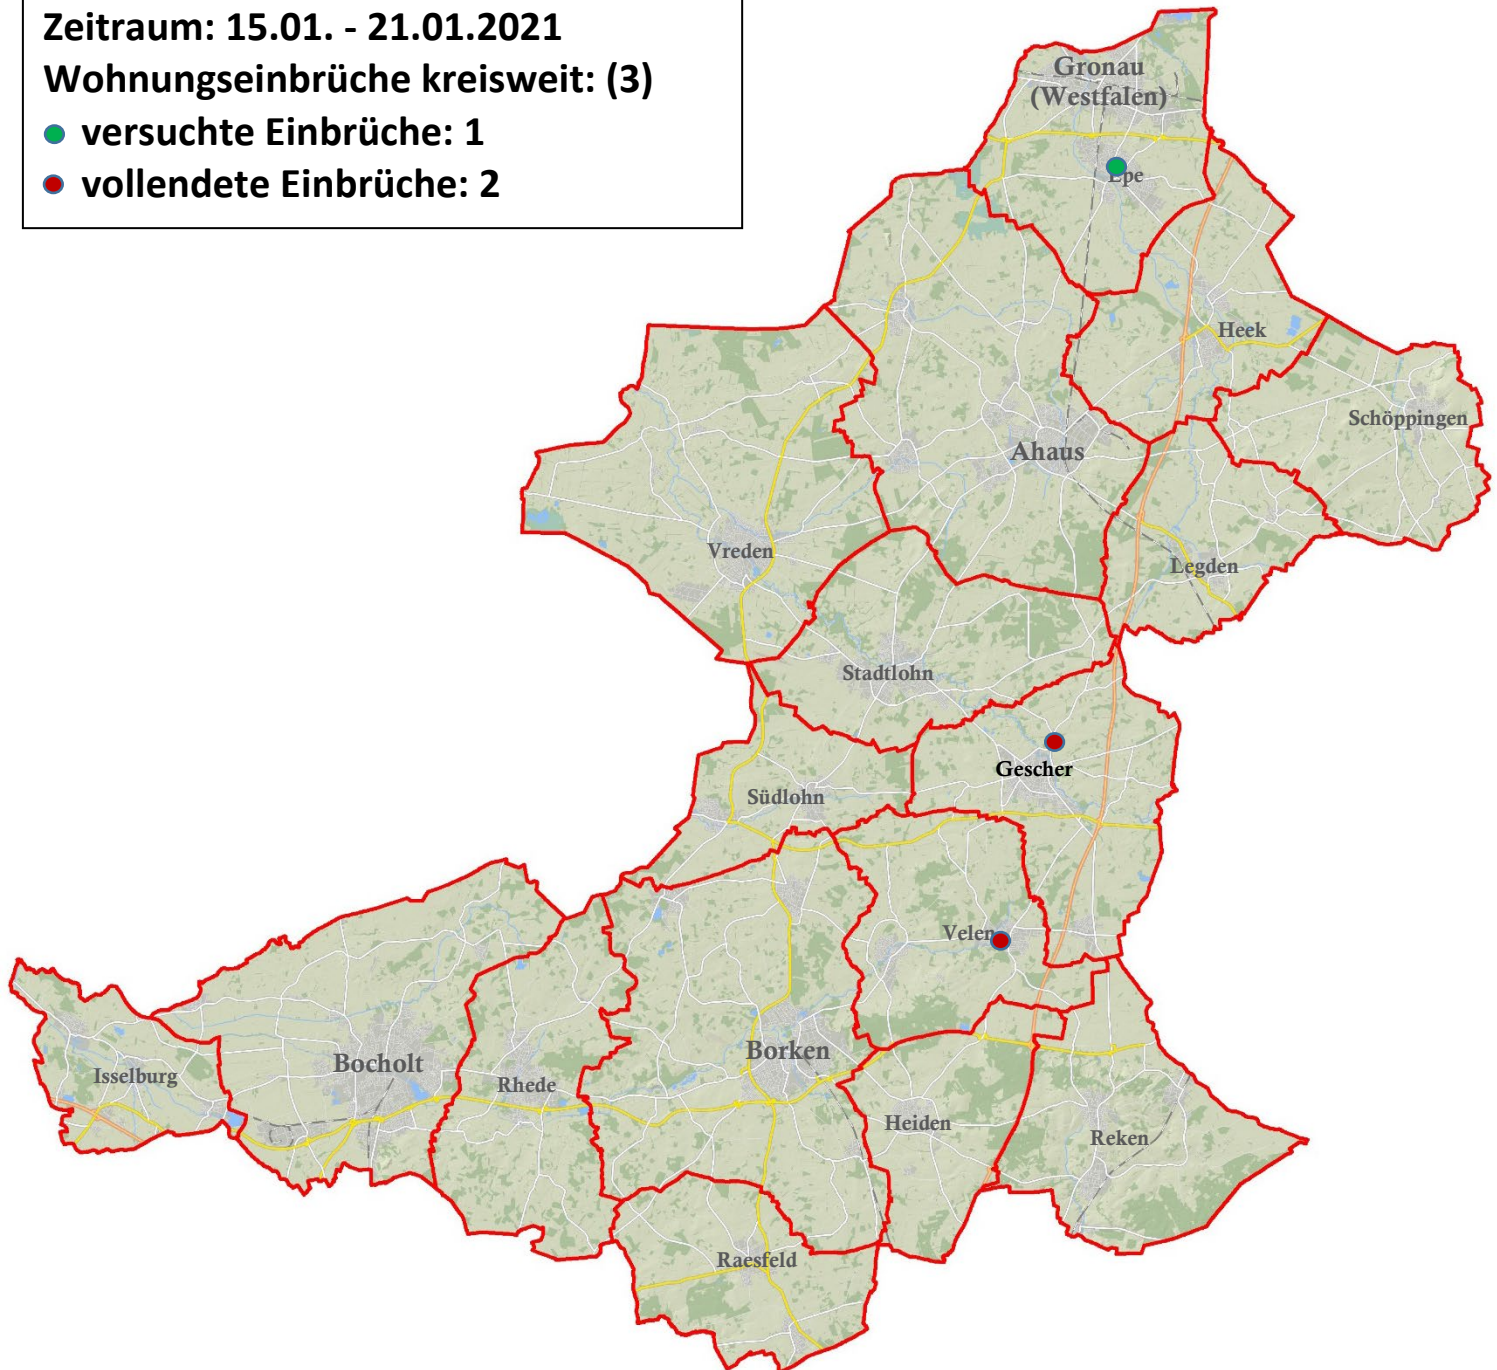 Zeitraum: 15.01. - 21.01.2021
Wohnungseinbrüche kreisweit: (3)
versuchte Einbrüche: 1
vollendete Einbrüche: 2
Gronau
(Westfalen)
Epe
Heek
Schöppingen
Ahaus
Vreden
Legden
Stadtlohn
Gescher
Südlohn
Velen
Borken
Bocholt
Isselburg
Rhede
Heiden
Reken
Raesfeld